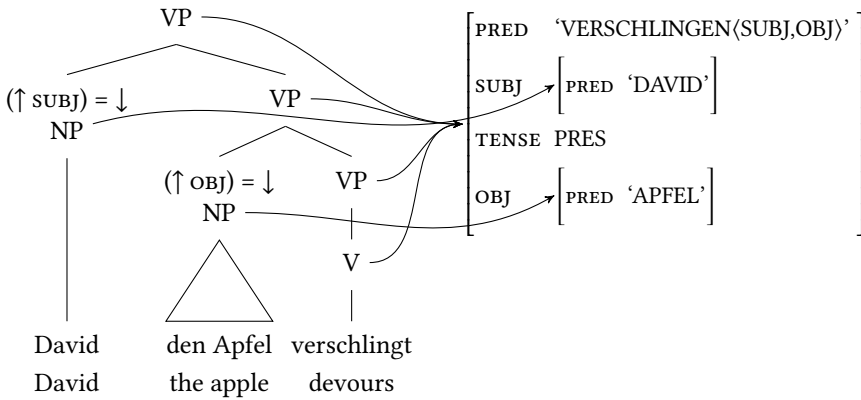 VP
PRED ‘VERSCHLINGEN⟨SUBJ,OBJ⟩’
(↑ SUBJ) = ↓
NP
VP
SUBJ [PRED ‘DAVID’]
TENSE PRES
(↑ OBJ) = ↓
NP
VP
OBJ [PRED ‘APFEL’]
V
David den Apfel verschlingt
David the apple devours